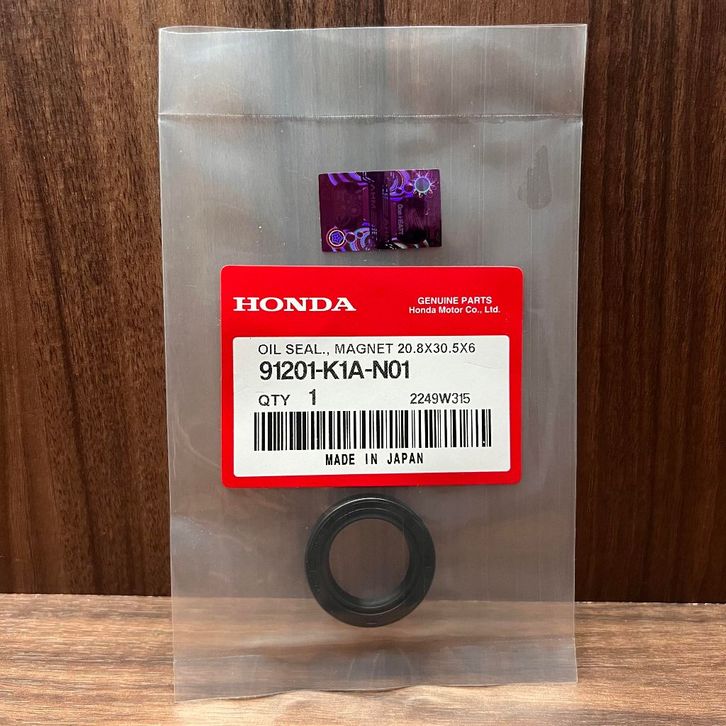 HONDA
GENUINE PARTS
Honda Motor Co., Ltd.
OIL SEAL., MAGNET 20.8X30.5X6
91201-K1A-N01
QTY 1 2249W315
MADE IN JAPAN